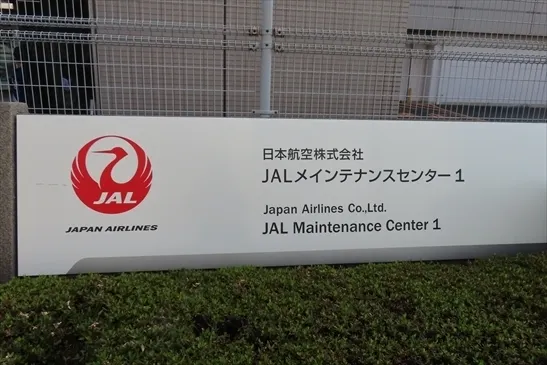 JAL
JAPAN AIRLINES
日本航空株式会社
JALメインテナンスセンター1
Japan Airlines Co.,Ltd.
JAL Maintenance Center 1